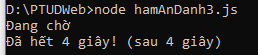 D:\PTUDWeb>node hamAnDanh3.js
Đang chờ
Đã hết 4 giây! (sau 4 giây)